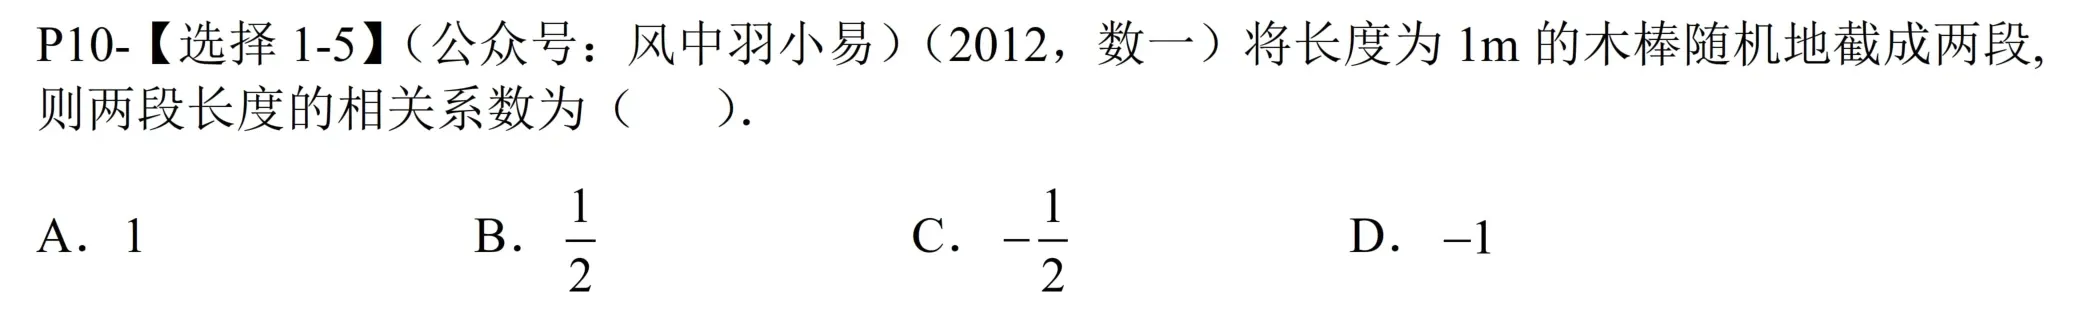 P10-【选择 1-5】（公众号：风中羽小易）（2012，数一）将长度为 1m 的木棒随机地截成两段,
则两段长度的相关系数为（ ）.
A. 1 B. 1/2 C. -1/2 D. -1